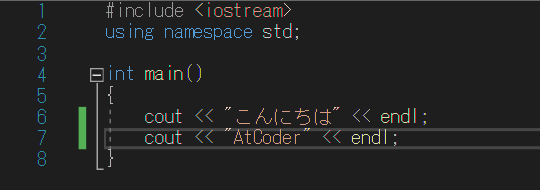 1 #include <iostream>
2 using namespace std;
3
4 int main()
5 {
6 cout << "こんにちは" << endl;
7 cout << "AtCoder" << endl;
8 }